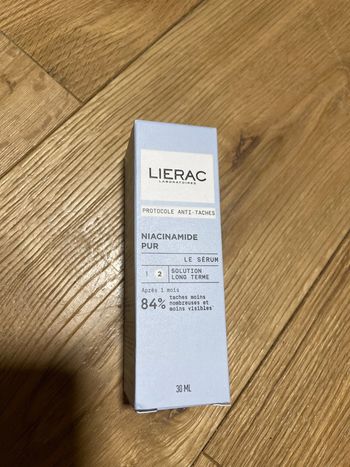 LIERAC
LABORATOIRES
PROTOCOLE ANTI-TACHES
NIACINAMIDE
PUR
LE SÉRUM
1 2 SOLUTION
LONG TERME
Après 1 mois
84% taches moins
nombreuses et
moins visibles
30 ML